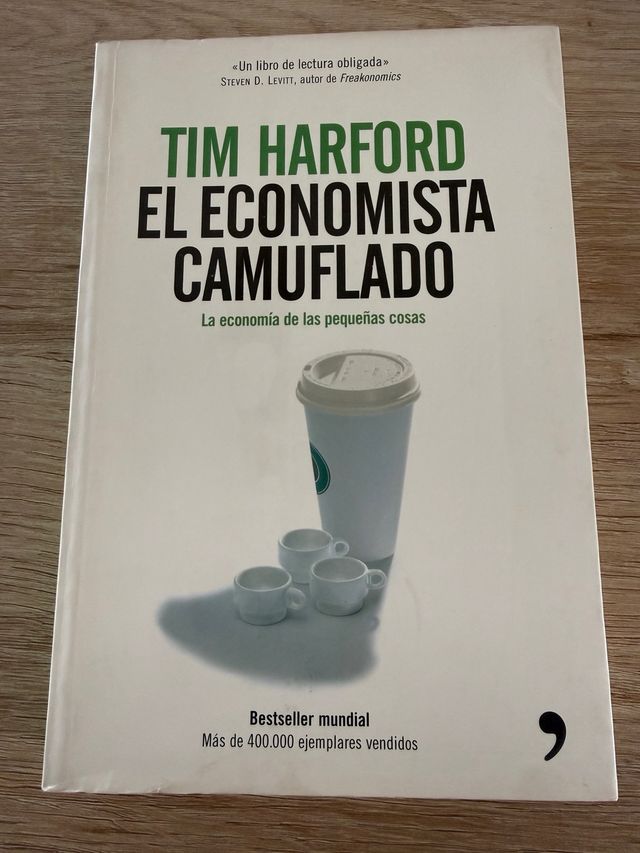 «Un libro de lectura obligada»
STEVEN D. LEVITT, autor de Freakonomics
TIM HARFORD
EL ECONOMISTA
CAMUFLADO
La economía de las pequeñas cosas
Bestseller mundial
Más de 400.000 ejemplares vendidos